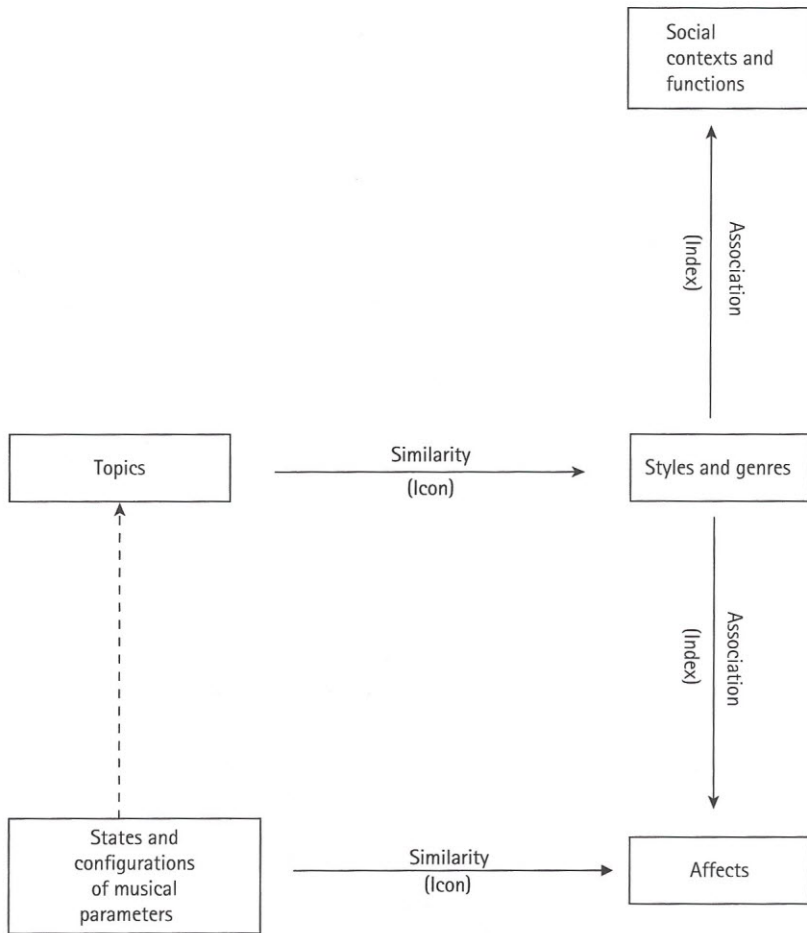 Social
contexts and
functions
Association
(Index)
Topics
Similarity
(Icon)
Styles and genres
Association
(Index)
States and
configurations
of musical
parameters
Similarity
(Icon)
Affects